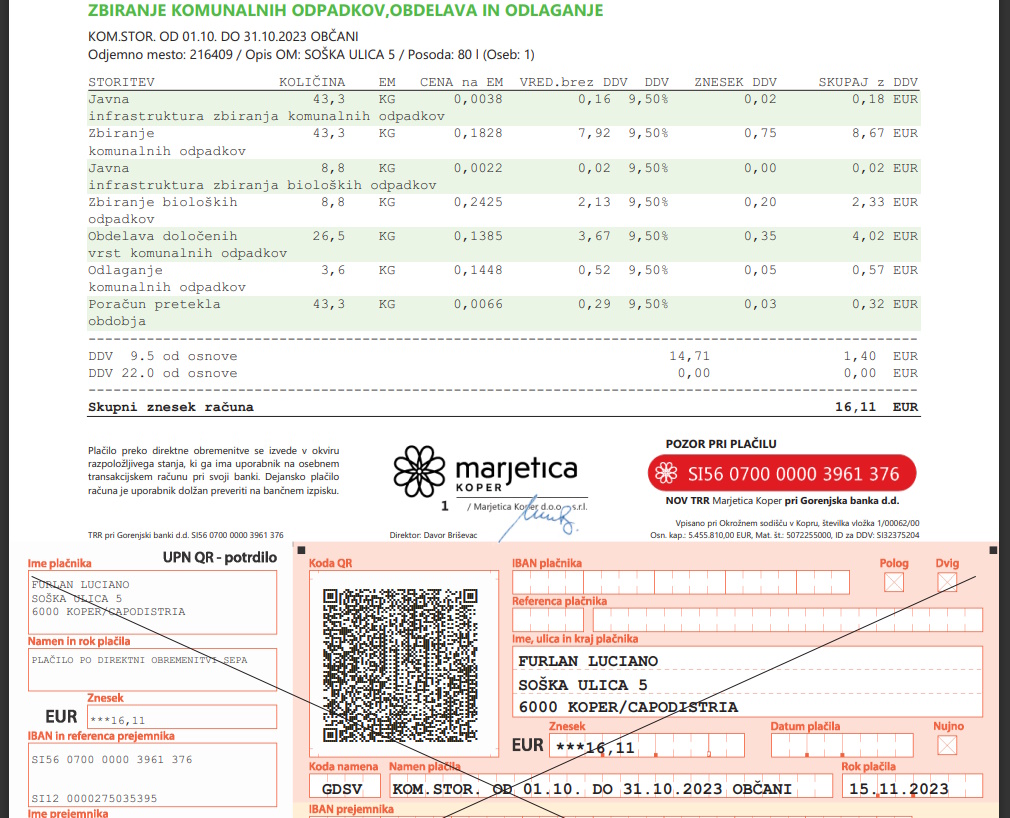 ZBIRANJE KOMUNALNIH ODPADKOV,OBDELAVA IN ODLAGANJE
KOM.STOR. OD 01.10. DO 31.10.2023 OBČANI
Odjemno mesto: 216409 / Opis OM: SOŠKA ULICA 5 / Posoda: 80 l (Oseb: 1)
STORITEV KOLIČINA EM CENA na EM VRED.brez DDV DDV ZNESEK DDV SKUPAJ z DDV
Javna 43,3 KG 0,0038 0,16 9,50% 0,02 0,18 EUR
infrastruktura zbiranja komunalnih odpadkov
Zbiranje 43,3 KG 0,1828 7,92 9,50% 0,75 8,67 EUR
komunalnih odpadkov
Javna 8,8 KG 0,0022 0,02 9,50% 0,00 0,02 EUR
infrastruktura zbiranja bioloških odpadkov
Zbiranje bioloških 8,8 KG 0,2425 2,13 9,50% 0,20 2,33 EUR
odpadkov
Obdelava določenih 26,5 KG 0,1385 3,67 9,50% 0,35 4,02 EUR
vrst komunalnih odpadkov
Odlaganje 3,6 KG 0,1448 0,52 9,50% 0,05 0,57 EUR
komunalnih odpadkov
Poračun pretekla 43,3 KG 0,0066 0,29 9,50% 0,03 0,32 EUR
obdobja
DDV 9.5 od osnove 14,71 1,40 EUR
DDV 22.0 od osnove 0,00 0,00 EUR
Skupni znesek računa 16,11 EUR
Plačilo preko direktne obremenitve se izvede v okviru
razpoložljivega stanja, ki ga ima uporabnik na osebnem
transakcijskem računu pri svoji banki. Dejansko plačilo
računa je uporabnik dolžan preveriti na bančnem izpisku.
TRR pri Gorenjski banki d.d. SI56 0700 0000 3961 376
marjetica
KOPER
1 / Marjetica Koper d.o.o. - s.r.l.
Direktor: Davor Briševac
POZOR PRI PLAČILU
SI56 0700 0000 3961 376
NOV TRR Marjetica Koper pri Gorenjska banka d.d.
Vpisano pri Okrožnem sodišču v Kopru, številka vložka 1/00062/00
Osn. kap.: 5.455.810,00 EUR, Mat. št.: 5072255000, ID za DDV: SI32375204
UPN QR - potrdilo
Ime plačnika
FURLAN LUCIANO
SOŠKA ULICA 5
6000 KOPER/CAPODISTRIA
Namen in rok plačila
PLAČILO PO DIREKTNI OBREMENITVI SEPA
Znesek
EUR ***16,11
IBAN in referenca prejemnika
SI56 0700 0000 3961 376
SI12 0000275035395
Ime prejemnika
Koda QR
IBAN plačnika
Polog Dvig
Referenca plačnika
Ime, ulica in kraj plačnika
FURLAN LUCIANO
SOŠKA ULICA 5
6000 KOPER/CAPODISTRIA
Znesek Datum plačila Nujno
EUR ***16,11
Koda namena Namen plačila Rok plačila
GDSV KOM.STOR. OD 01.10. DO 31.10.2023 OBČANI 15.11.2023
IBAN prejemnika